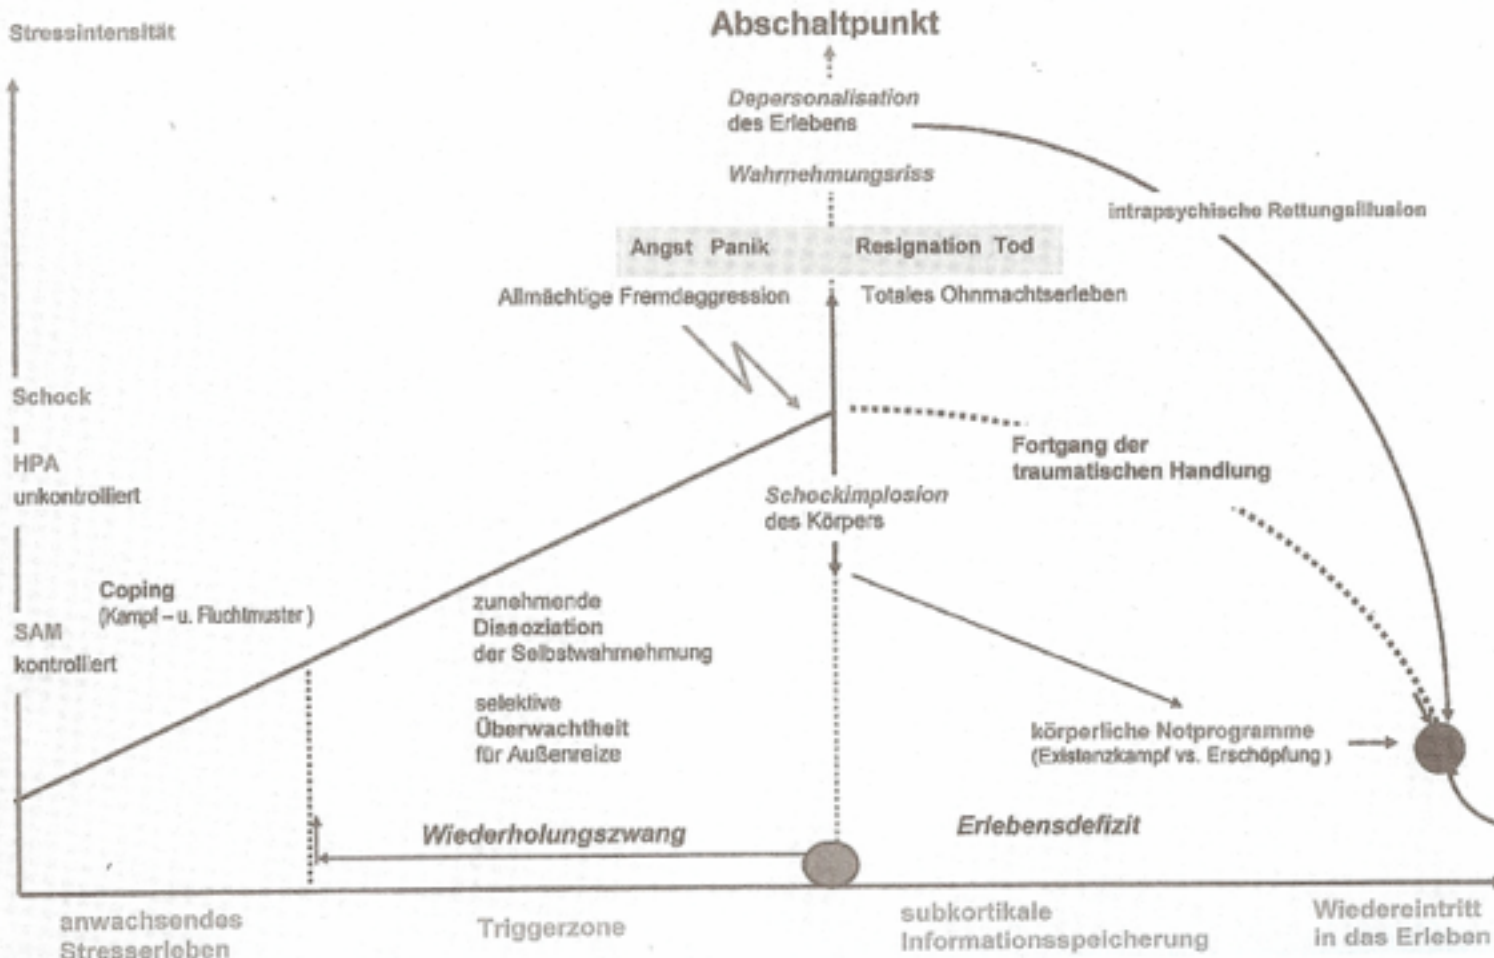 Stressintensität
Abschaltpunkt
Depersonalisation
des Erlebens
Wahrnehmungsriss
intrapsychische Rettungsillusion
Angst Panik
Resignation Tod
Allmächtige Fremdaggression
Totales Ohnmachtserleben
Schock
I
HPA
unkontrolliert
Fortgang der
traumatischen Handlung
Schockimplosion
des Körpers
Coping
(Kampf – u. Fluchtmuster )
SAM
kontrolliert
zunehmende
Dissoziation
der Selbstwahrnehmung
selektive
Überwachtheit
für Außenreize
körperliche Notprogramme
(Existenzkampf vs. Erschöpfung )
Wiederholungszwang
Erlebensdefizit
anwachsendes
Stresserleben
Triggerzone
subkortikale
Informationsspeicherung
Wiedereintritt
in das Erleben